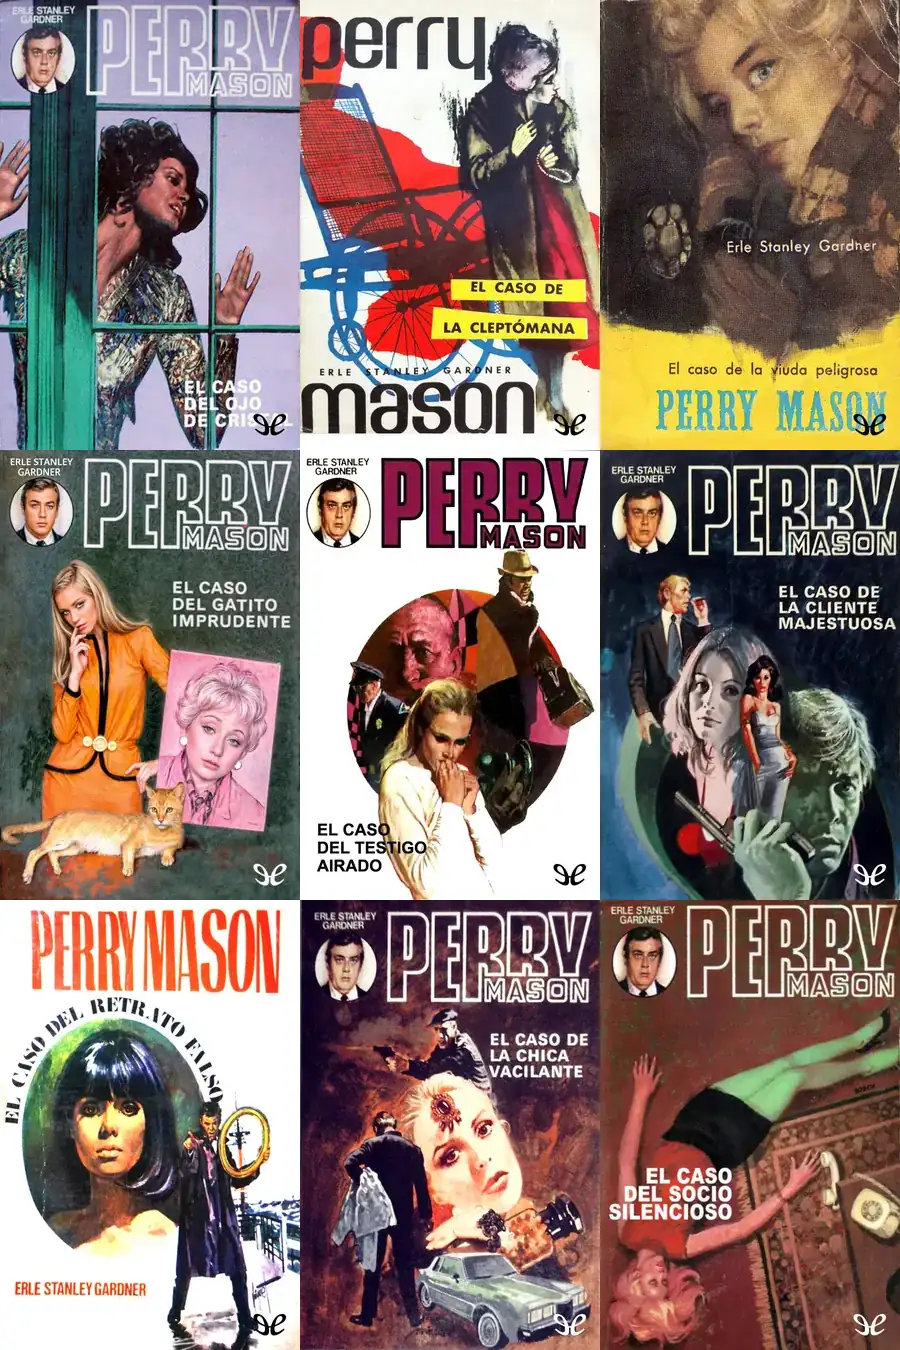 ERLE STANLEY
GARDNER
PERRY
MASON
EL CASO
DEL OJO
DE CRISTAL
perry
EL CASO DE
LA CLEPTÓMANA
ERLE STANLEY GARDNER
mason
Erle Stanley Gardner
El caso de la viuda peligrosa
PERRY MASON
ERLE STANLEY
GARDNER
PERRY
MASON
EL CASO
DEL GATITO
IMPRUDENTE
ERLE STANLEY
GARDNER
PERRY
MASON
EL CASO
DEL TESTIGO
AIRADO
ERLE STANLEY
GARDNER
PERRY
MASON
EL CASO DE
LA CLIENTE
MAJESTUOSA
PERRY MASON
EL CASO DEL RETRATO FALSO
ERLE STANLEY GARDNER
ERLE STANLEY
GARDNER
PERRY
MASON
EL CASO DE
LA CHICA
VACILANTE
ERLE STANLEY
GARDNER
PERRY
MASON
EL CASO
DEL SOCIO
SILENCIOSO